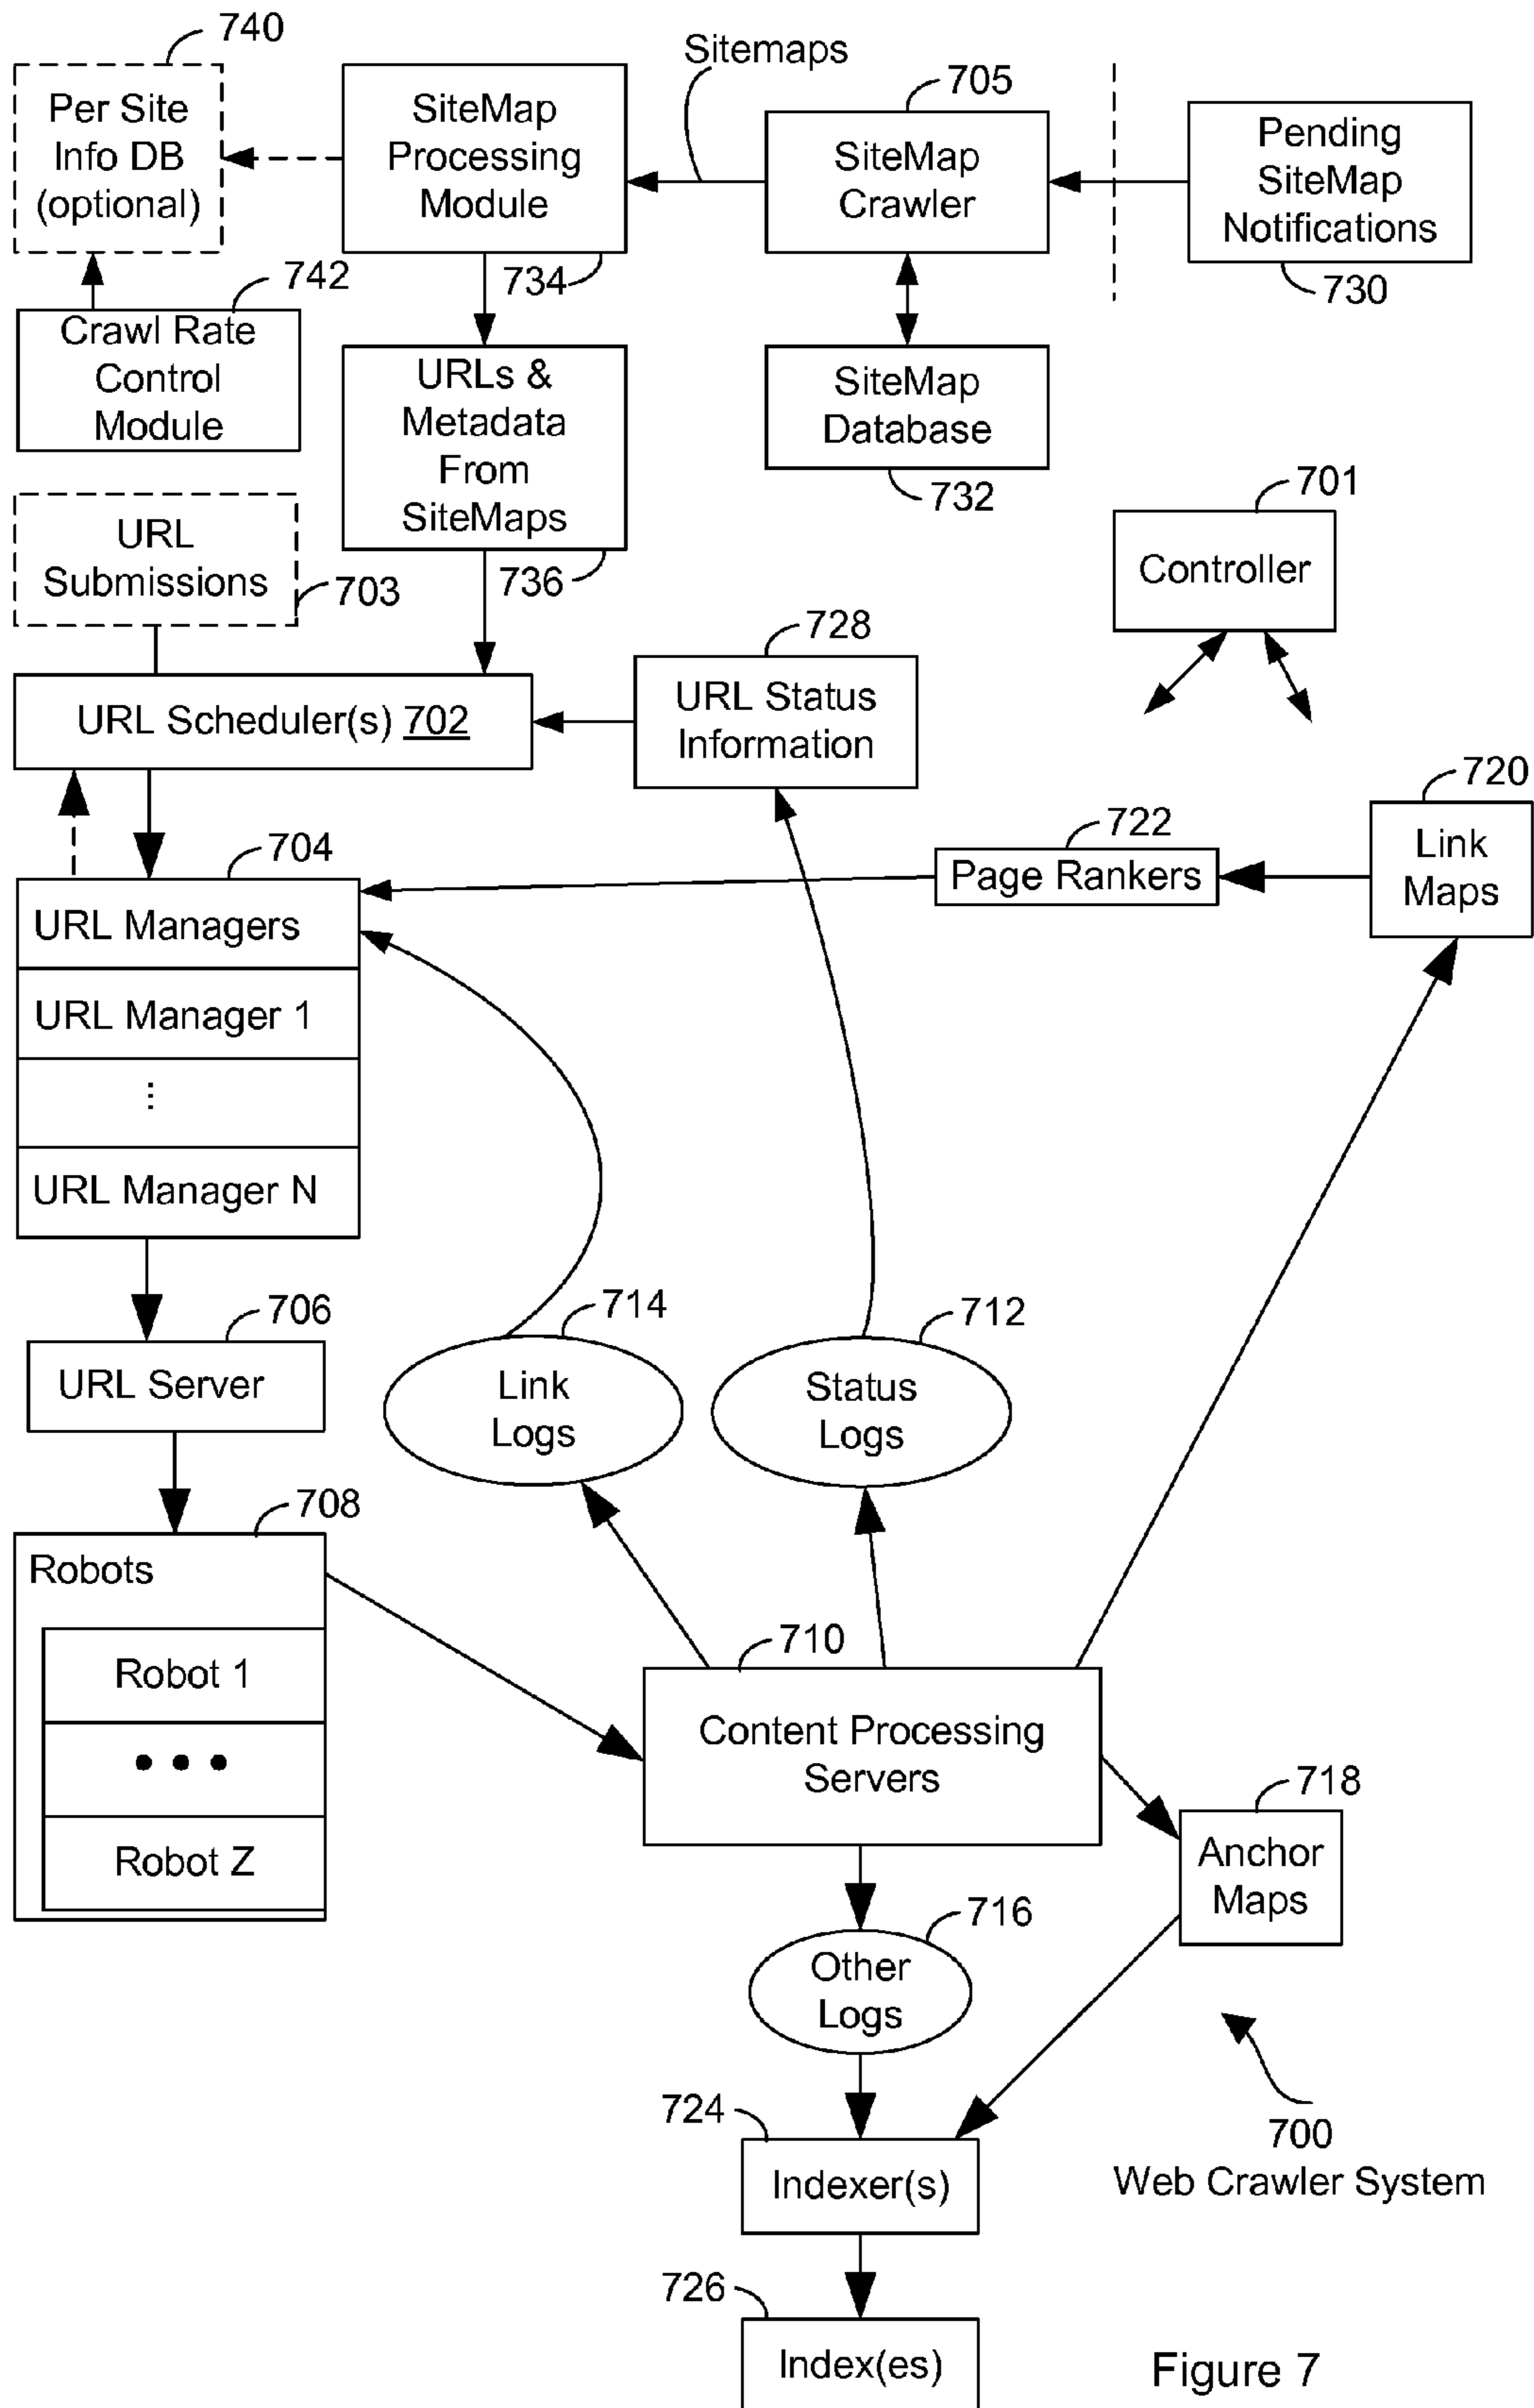 740
Per Site
Info DB
(optional)
SiteMap
Processing
Module
734
Sitemaps
705
SiteMap
Crawler
Pending
SiteMap
Notifications
730
742
Crawl Rate
Control
Module
URLs &
Metadata
From
SiteMaps
736
SiteMap
Database
732
701
Controller
URL
Submissions
703
728
URL Status
Information
URL Scheduler(s) 702
720
Link
Maps
722
Page Rankers
704
URL Managers
URL Manager 1
...
URL Manager N
706
URL Server
714
Link
Logs
712
Status
Logs
708
Robots
Robot 1
• • •
Robot Z
710
Content Processing
Servers
718
Anchor
Maps
716
Other
Logs
724
Indexer(s)
700
Web Crawler System
726
Index(es)
Figure 7